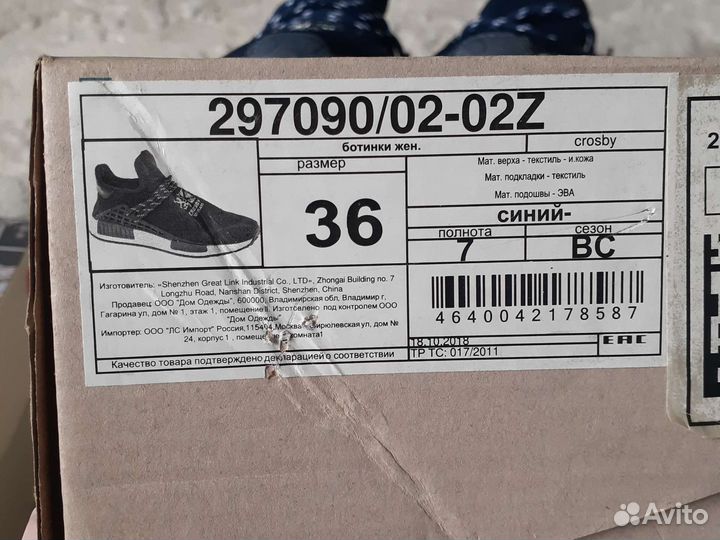 297090/02-02Z
ботинки жен.
crosby
размер
36
Мат. верха - текстиль - и.кожа
Мат. подкладки - текстиль
Мат. подошвы - ЭВА
СИНИЙ-
полнота
сезон
7
ВС
Изготовитель: «Shenzhen Great Link Industrial Co., LTD», Zhongai Building no. 7
Longzhu Road, Nanshan District, Shenzhen, China
Продавец: ООО "Дом Одежды", 600000, Владимирская обл, Владимир г,
Гагарина ул, дом № 1, этаж 1, помещение Изготовлено: под контролем ООО
"Дом Одежды"
Импортер: ООО "ЛС Импорт" Россия,115404,Москва Бирюлевская ул, дом №
24, корпус1 , помещение комната1
Качество товара подтверждено декларацией о соответствии
4640042178587
18.10.2018
ТР ТС: 017/2011
EAC
2
Avito